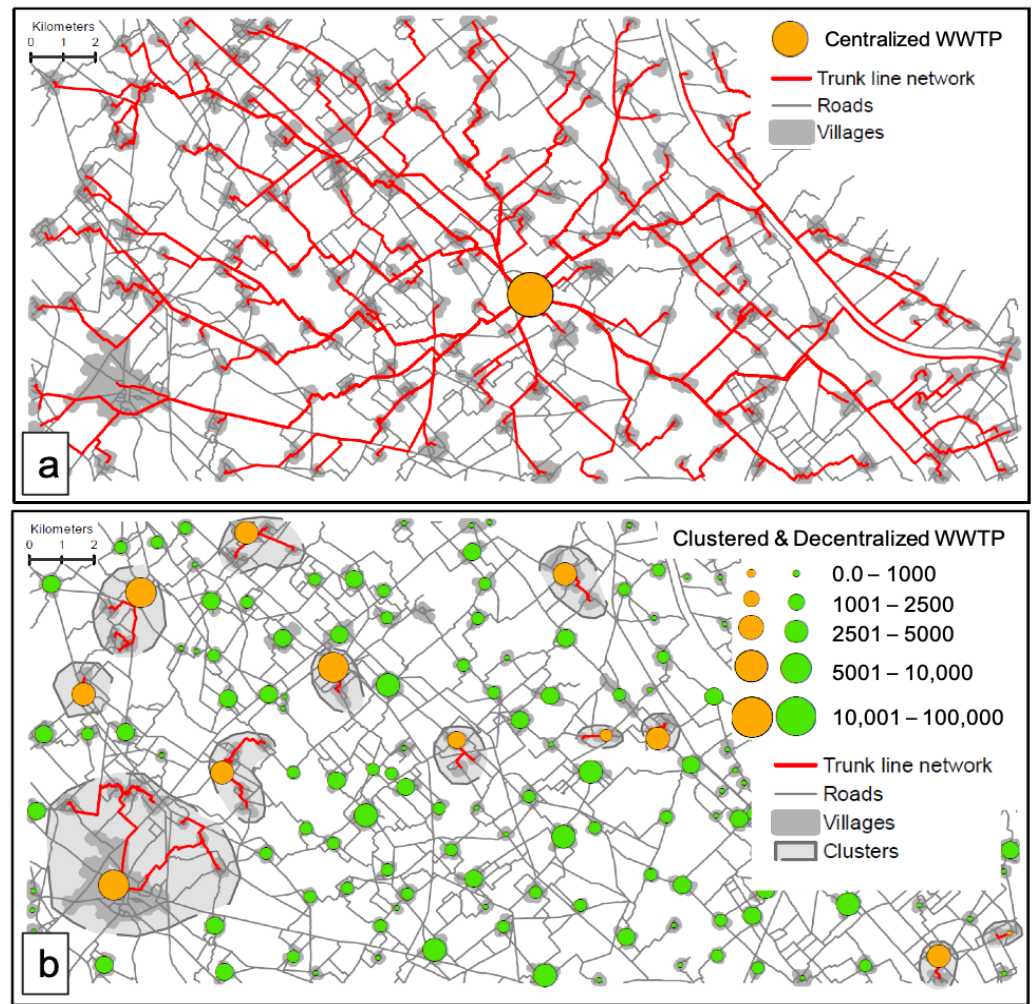 Kilometers
0 1 2
Centralized WWTP
Trunk line network
Roads
Villages
a
Kilometers
0 1 2
Clustered & Decentralized WWTP
0.0 – 1000
1001 – 2500
2501 – 5000
5001 – 10,000
10,001 – 100,000
Trunk line network
Roads
Villages
Clusters
b